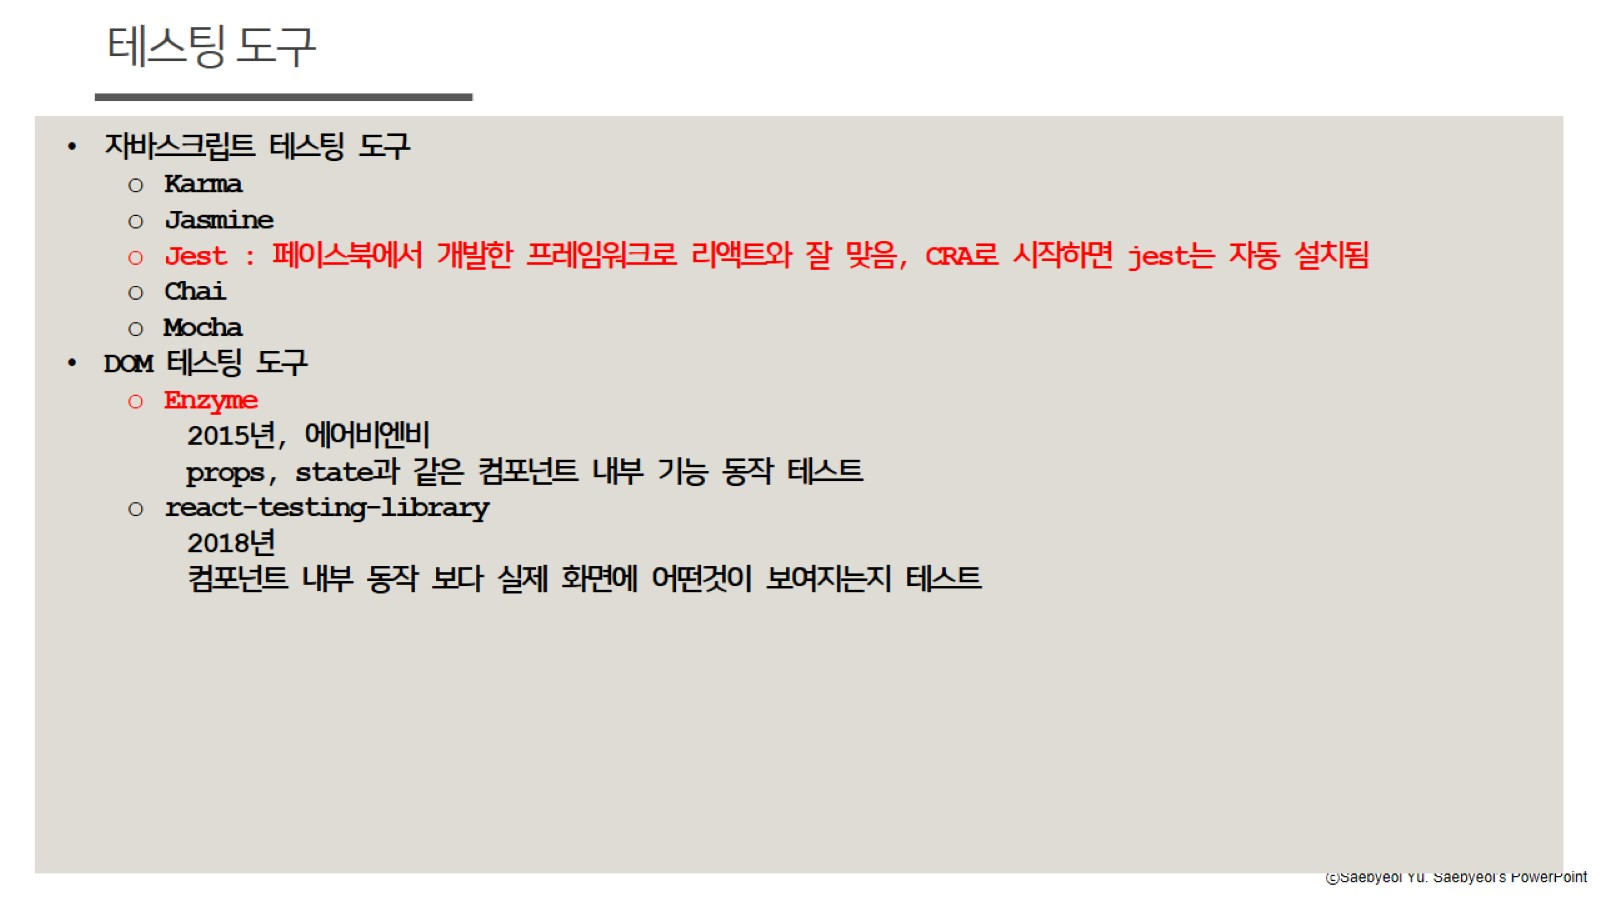 테스팅 도구
• 자바스크립트 테스팅 도구
o Karma
o Jasmine
o Jest : 페이스북에서 개발한 프레임워크로 리액트와 잘 맞음, CRA로 시작하면 jest는 자동 설치됨
o Chai
o Mocha
• DOM 테스팅 도구
o Enzyme
2015년, 에어비엔비
props, state과 같은 컴포넌트 내부 기능 동작 테스트
o react-testing-library
2018년
컴포넌트 내부 동작 보다 실제 화면에 어떤것이 보여지는지 테스트
ⓒSaebyeol Yu. Saebyeol's PowerPoint